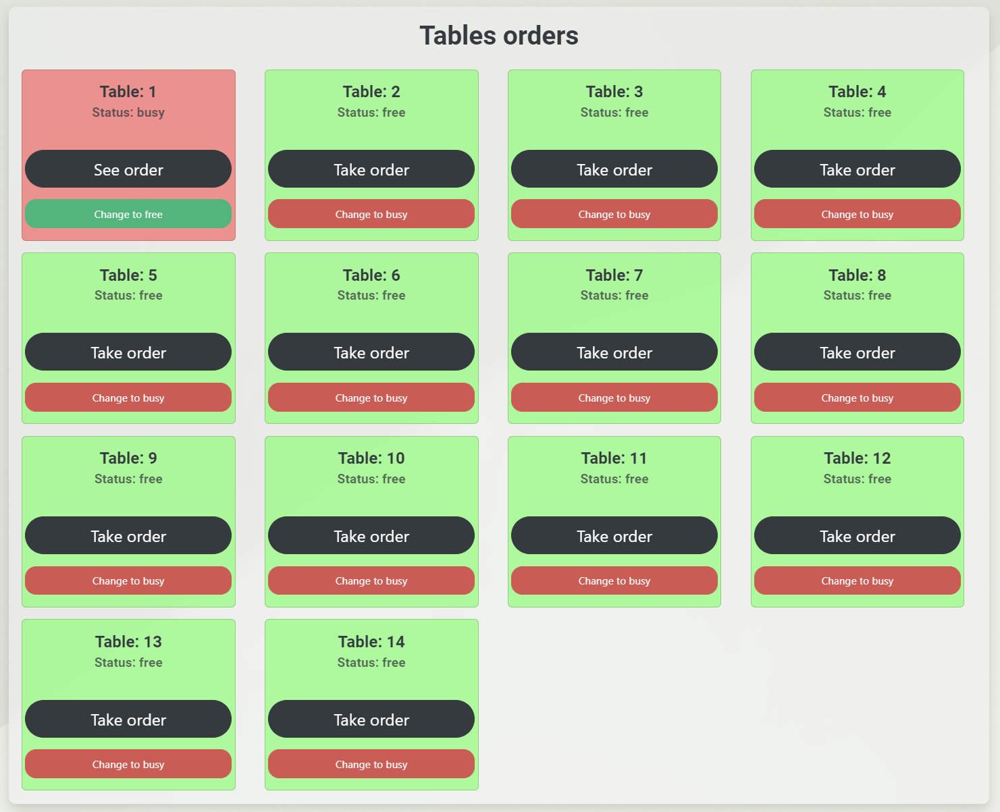 Tables orders
Table: 1
Status: busy
See order
Change to free
Table: 2
Status: free
Take order
Change to busy
Table: 3
Status: free
Take order
Change to busy
Table: 4
Status: free
Take order
Change to busy
Table: 5
Status: free
Take order
Change to busy
Table: 6
Status: free
Take order
Change to busy
Table: 7
Status: free
Take order
Change to busy
Table: 8
Status: free
Take order
Change to busy
Table: 9
Status: free
Take order
Change to busy
Table: 10
Status: free
Take order
Change to busy
Table: 11
Status: free
Take order
Change to busy
Table: 12
Status: free
Take order
Change to busy
Table: 13
Status: free
Take order
Change to busy
Table: 14
Status: free
Take order
Change to busy